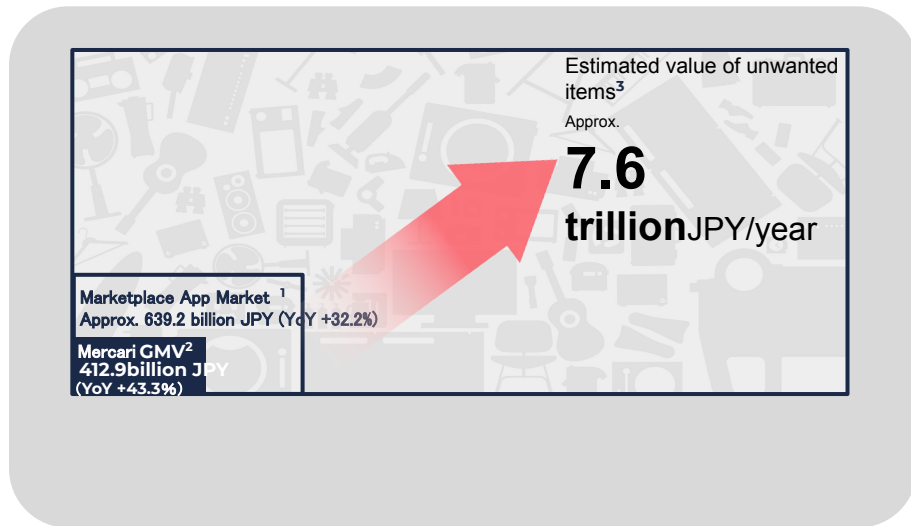 Estimated value of unwanted
items³
Approx.
7.6
trillionJPY/year
Marketplace App Market ¹
Approx. 639.2 billion JPY (YoY +32.2%)
Mercari GMV²
412.9billion JPY
(YoY +43.3%)